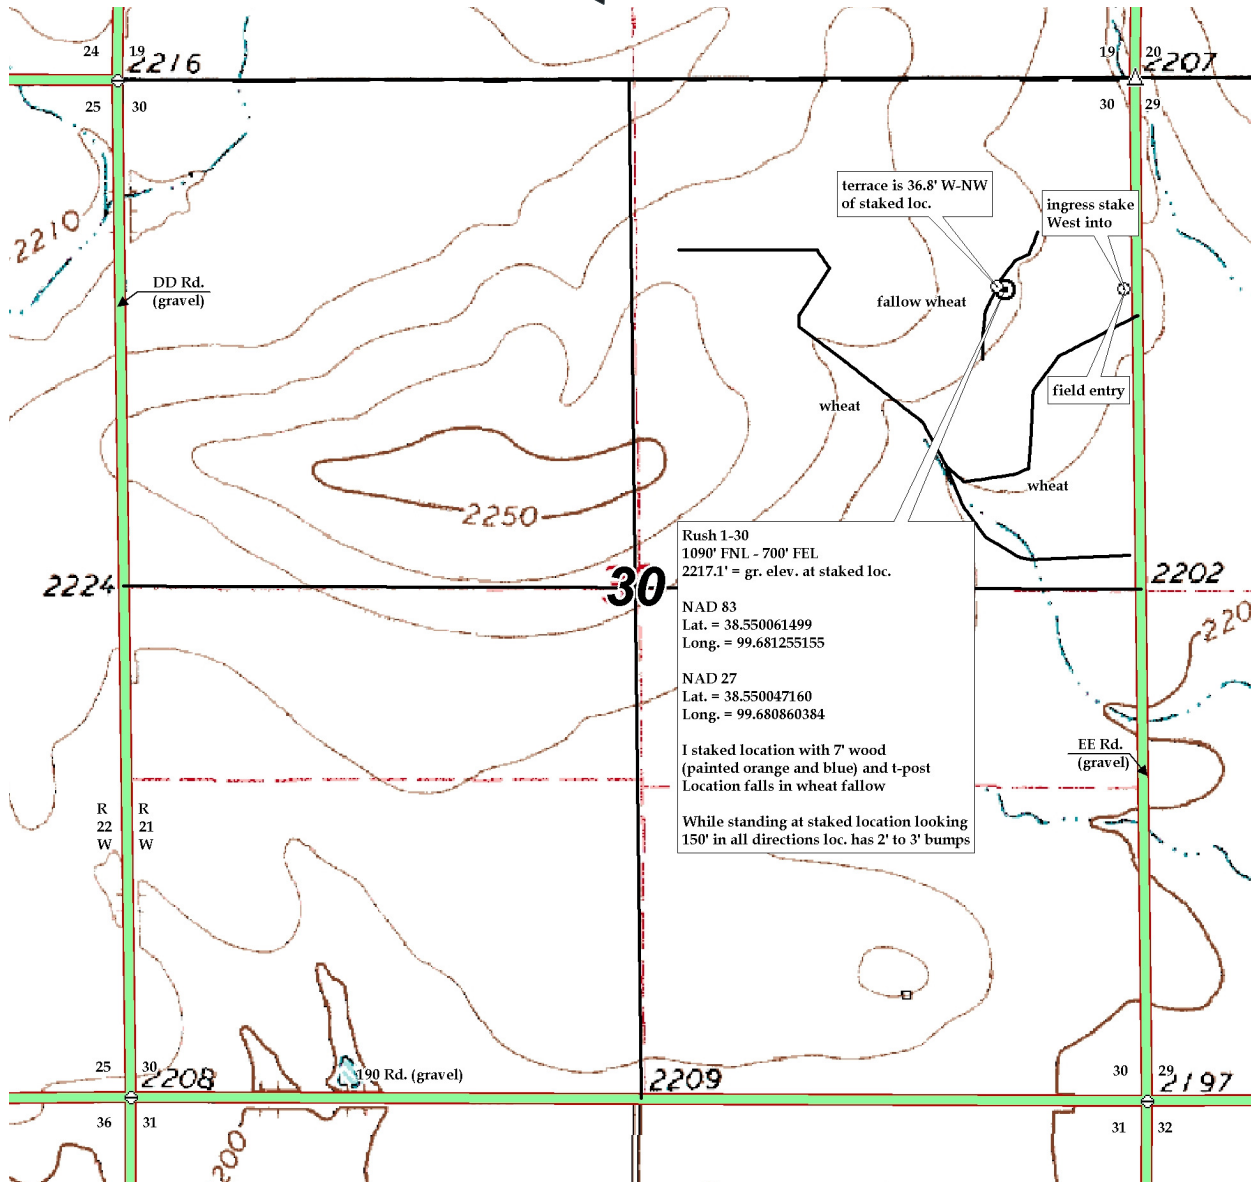 24
19
2216
19
20
2207
25
30
30
29
terrace is 36.8' W-NW
of staked loc.
ingress stake
West into
2210
DD Rd.
(gravel)
fallow wheat
field entry
wheat
wheat
2250
Rush 1-30
1090' FNL - 700' FEL
2217.1' = gr. elev. at staked loc.
NAD 83
Lat. = 38.550061499
Long. = 99.681255155
NAD 27
Lat. = 38.550047160
Long. = 99.680860384
I staked location with 7' wood
(painted orange and blue) and t-post
Location falls in wheat fallow
While standing at staked location looking
150' in all directions loc. has 2' to 3' bumps
2224
30
2202
220
EE Rd.
(gravel)
R
22
W
R
21
W
25
30
2208
190 Rd. (gravel)
2209
30
29
2197
36
31
200
31
32